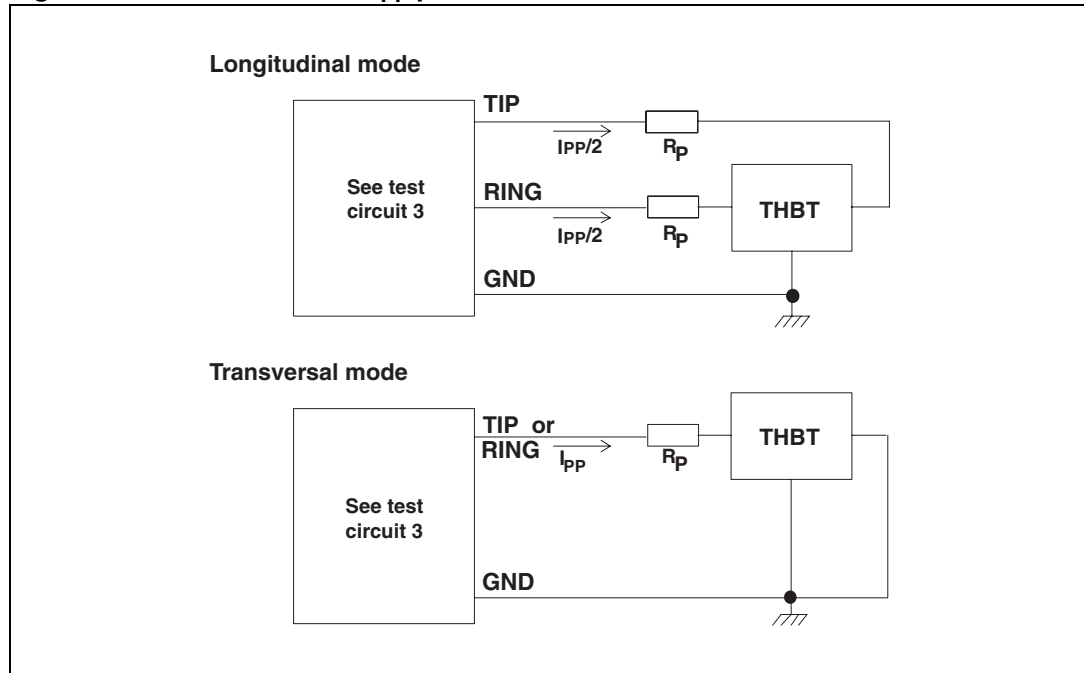 Longitudinal mode
TIP
IPP/2
RP
See test
circuit 3
RING
IPP/2
RP
THBT
GND
Transversal mode
TIP or
RING
IPP
RP
THBT
See test
circuit 3
GND